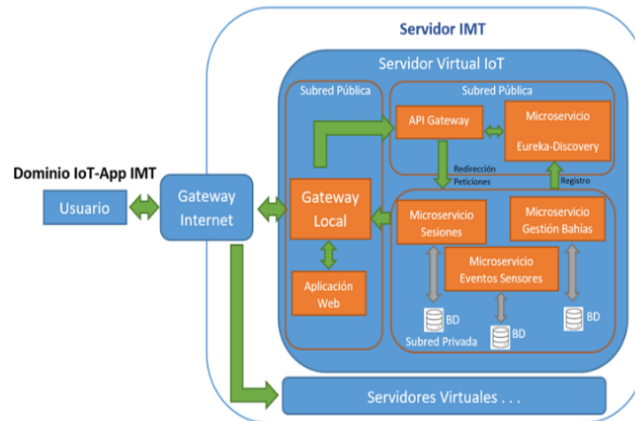 Servidor IMT
Servidor Virtual IoT
Subred Pública
Subred Pública
API Gateway
Microservicio
Eureka-Discovery
Redirección
Peticiones
Registro
Dominio IoT-App IMT
Usuario
Gateway
Internet
Gateway
Local
Aplicación
Web
Microservicio
Sesiones
Microservicio
Gestión Bahías
Microservicio
Eventos Sensores
BD
BD
BD
Subred Privada
Servidores Virtuales . . .